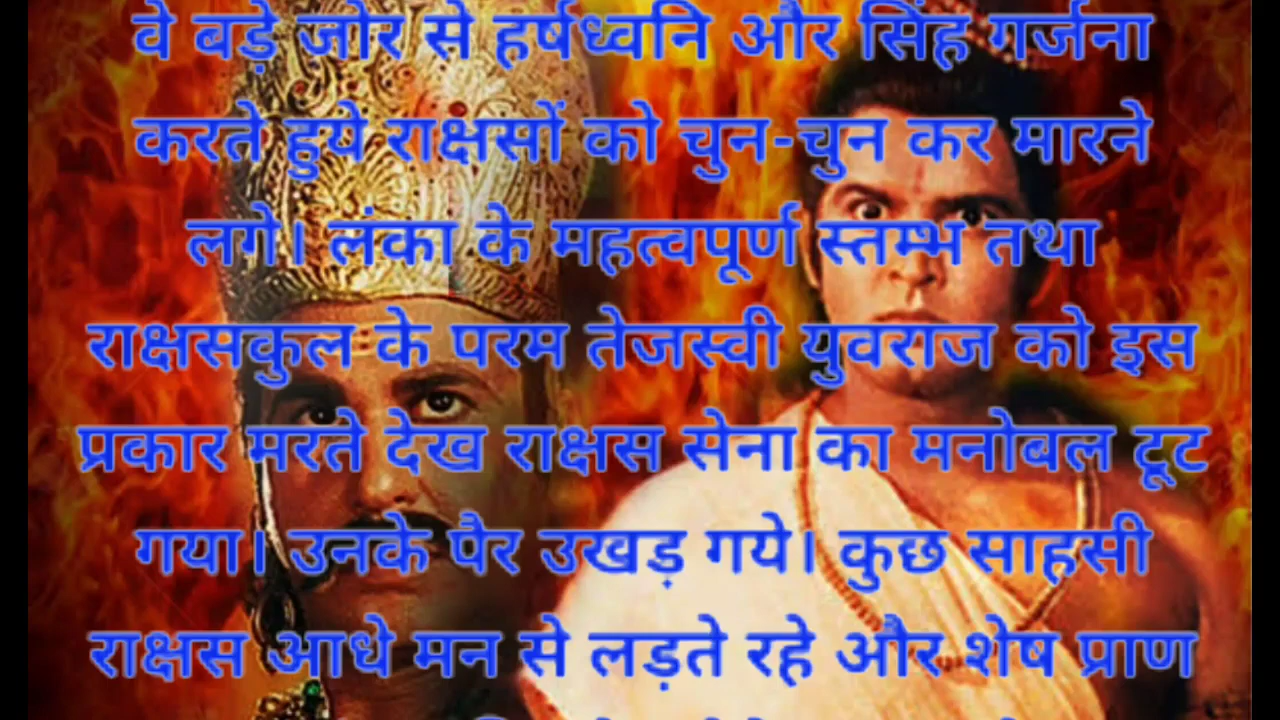 वे बड़े ज़ोर से हर्षध्वनि और सिंह गर्जना
करते हुये राक्षसों को चुन-चुन कर मारने
लगे। लंका के महत्वपूर्ण स्तम्भ तथा
राक्षसकुल के परम तेजस्वी युवराज को इस
प्रकार मरते देख राक्षस सेना का मनोबल टूट
गया। उनके पैर उखड़ गये। कुछ साहसी
राक्षस आधे मन से लड़ते रहे और शेष प्राण